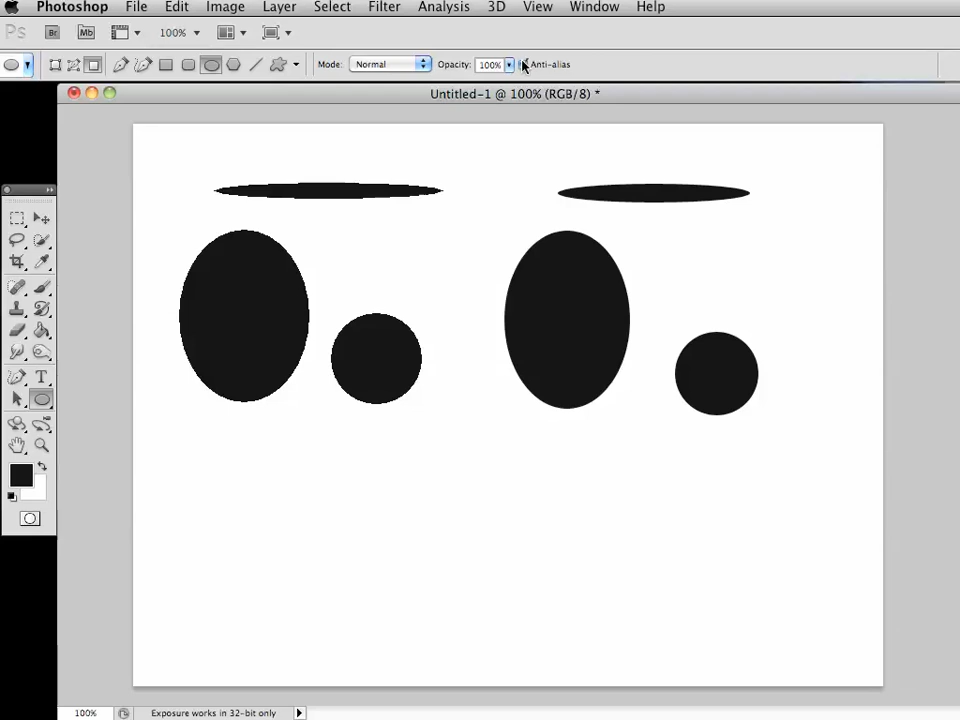 Photoshop File Edit Image Layer Select Filter Analysis 3D View Window Help
Ps Br Mb 100%
Mode: Normal Opacity: 100% Anti-alias
Untitled-1 @ 100% (RGB/8) *
T
100% Exposure works in 32-bit only